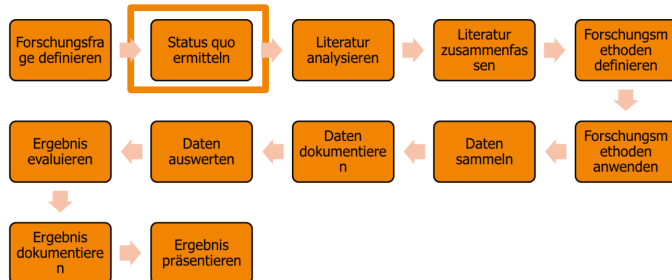 Forschungsfra
ge definieren
Status quo
ermitteln
Literatur
analysieren
Literatur
zusammenfas
sen
Forschungsm
ethoden
definieren
Ergebnis
evaluieren
Daten
auswerten
Daten
dokumentiere
n
Daten
sammeln
Forschungsm
ethoden
anwenden
Ergebnis
dokumentiere
n
Ergebnis
präsentieren